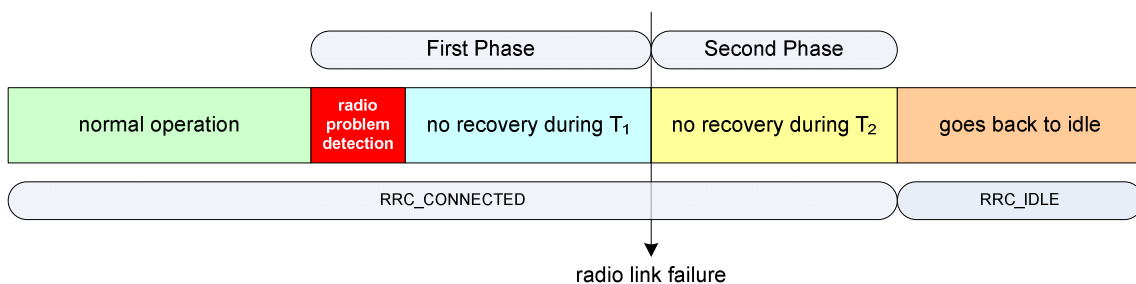 First Phase
Second Phase
normal operation
radio
problem
detection
no recovery during T₁
no recovery during T₂
goes back to idle
RRC_CONNECTED
RRC_IDLE
radio link failure